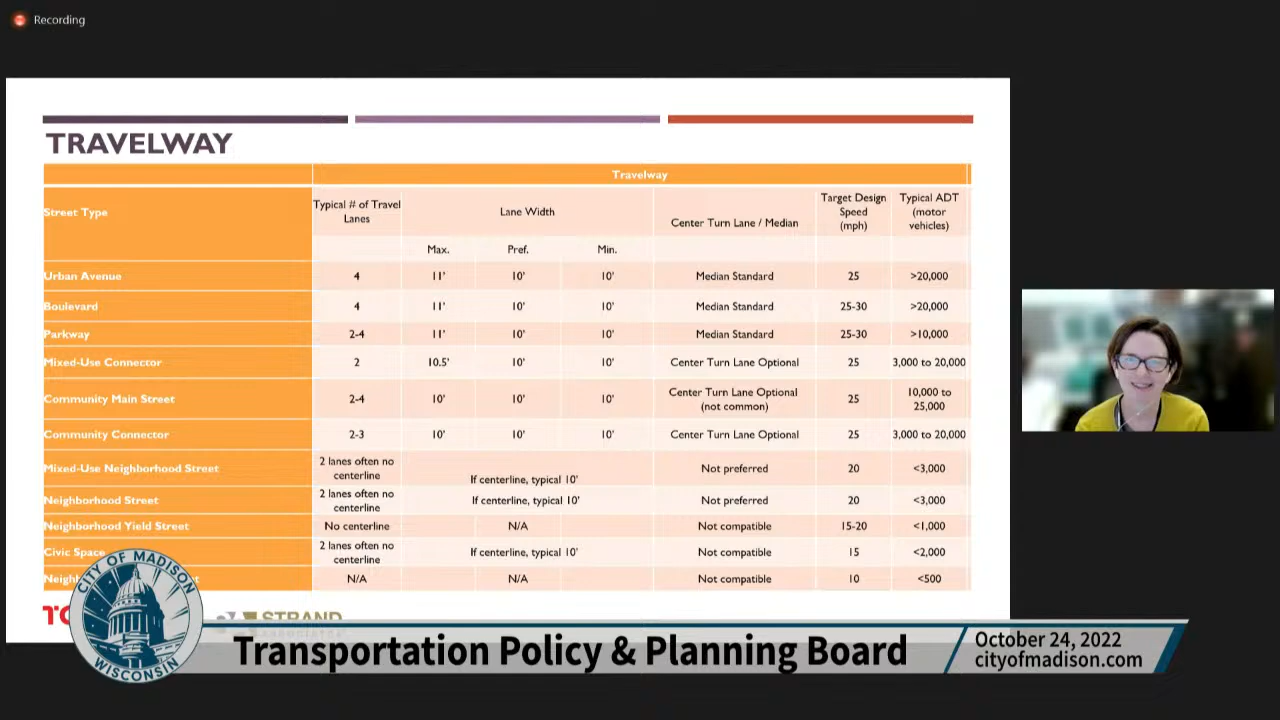 Recording
TRAVELWAY
Travelway
Street Type
Typical # of Travel
Lanes
Lane Width
Center Turn Lane / Median
Target Design
Speed
(mph)
Typical ADT
(motor
vehicles)
Max. Pref. Min.
Urban Avenue 4 11' 10' 10' Median Standard 25 >20,000
Boulevard 4 11' 10' 10' Median Standard 25-30 >20,000
Parkway 2-4 11' 10' 10' Median Standard 25-30 >10,000
Mixed-Use Connector 2 10.5' 10' 10' Center Turn Lane Optional 25 3,000 to 20,000
Community Main Street 2-4 10' 10' 10' Center Turn Lane Optional
(not common) 25 10,000 to
25,000
Community Connector 2-3 10' 10' 10' Center Turn Lane Optional 25 3,000 to 20,000
Mixed-Use Neighborhood Street 2 lanes often no
centerline If centerline, typical 10' Not preferred 20 <3,000
Neighborhood Street 2 lanes often no
centerline If centerline, typical 10' Not preferred 20 <3,000
Neighborhood Yield Street No centerline N/A Not compatible 15-20 <1,000
Civic Space 2 lanes often no
centerline If centerline, typical 10' Not compatible 15 <2,000
N/A N/A Not compatible 10 <500
STRAND
CITY OF MADISON
WISCONSIN
Transportation Policy & Planning Board
October 24, 2022
cityofmadison.com